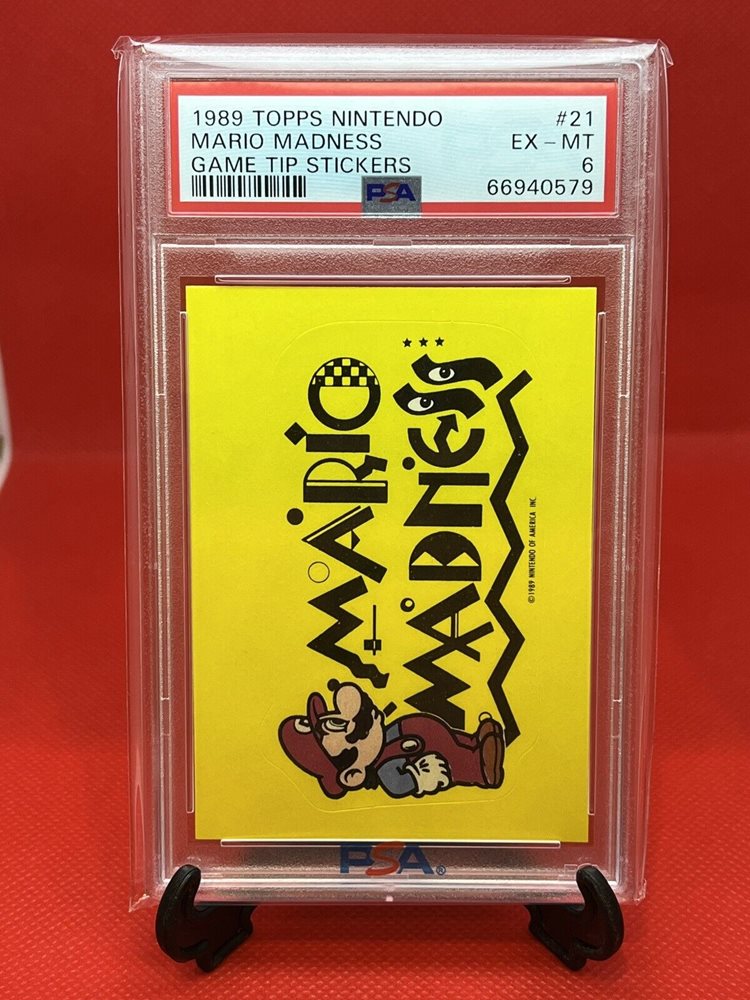 1989 TOPPS NINTENDO #21
MARIO MADNESS EX - MT
GAME TIP STICKERS 6
PSA 66940579
MARIO
MADNESS
©1989 NINTENDO OF AMERICA INC.
PSA®